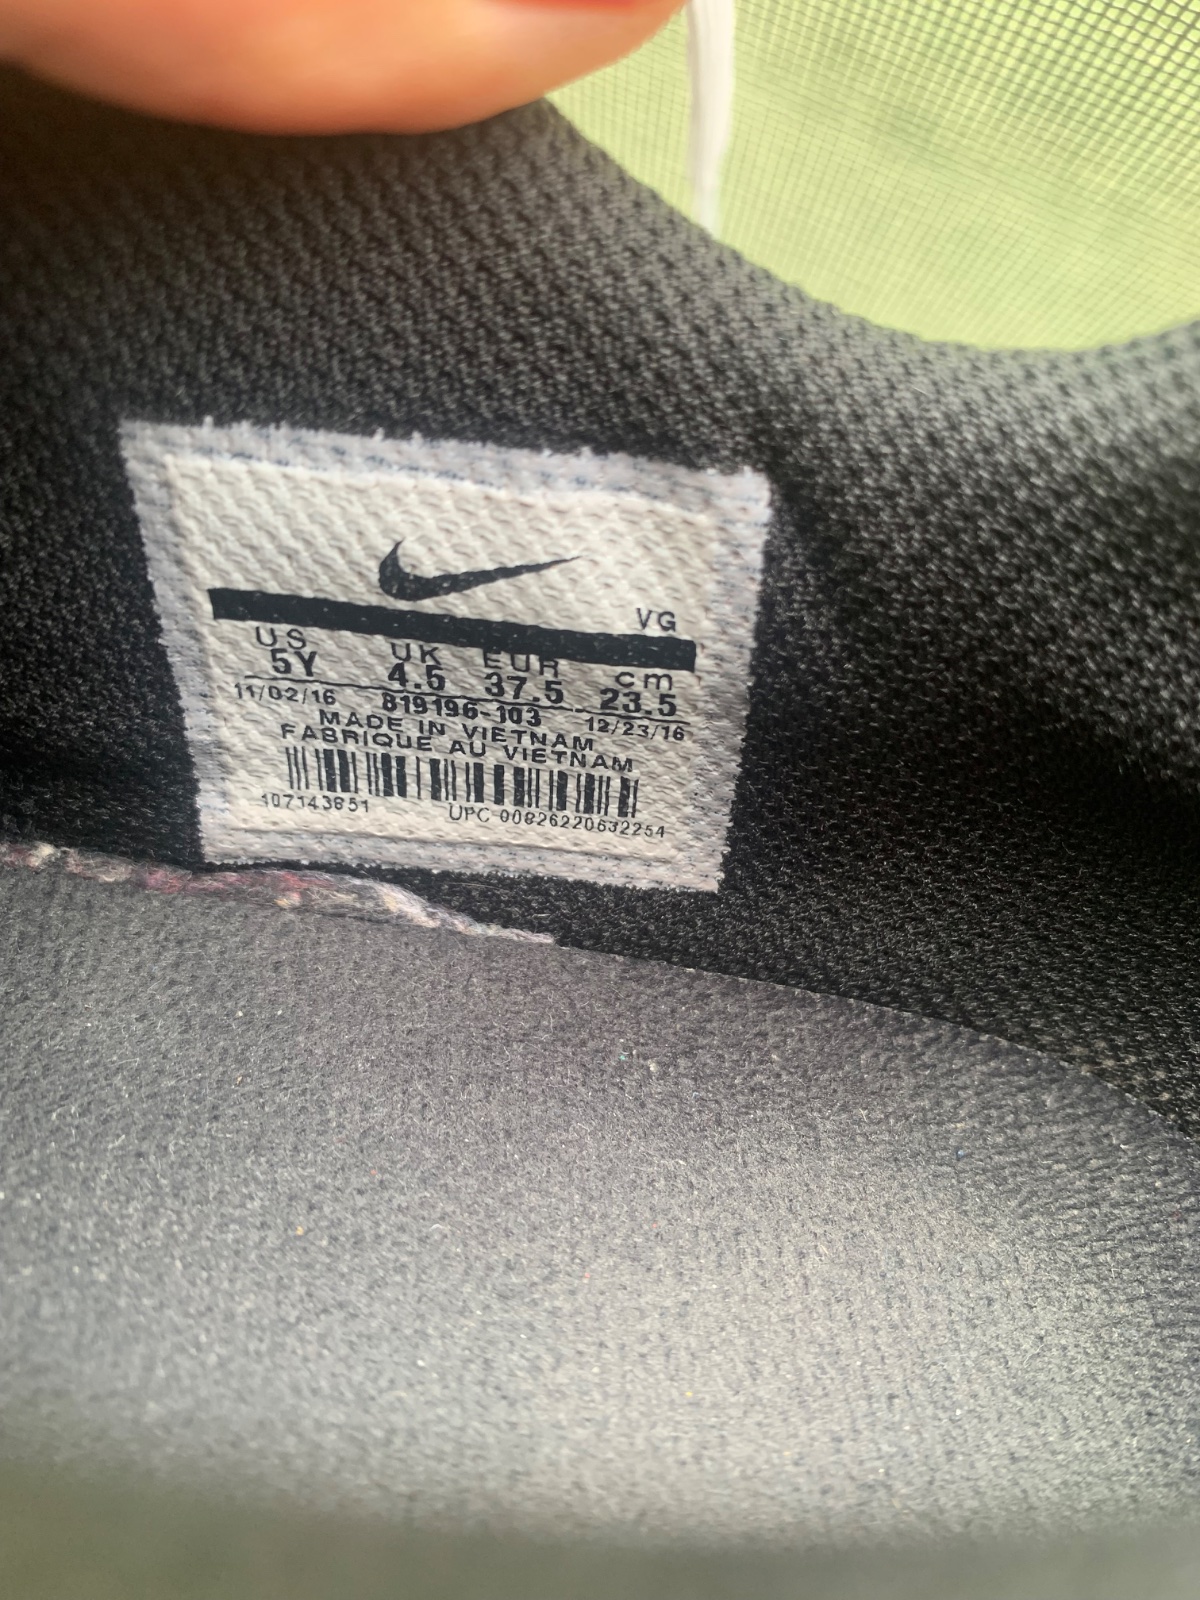 VG
US UK EUR cm
5Y 4.5 37.5 23.5
11/02/16 819196-103 12/23/16
MADE IN VIETNAM
FABRIQUE AU VIETNAM
107143851 UPC 00826220632254